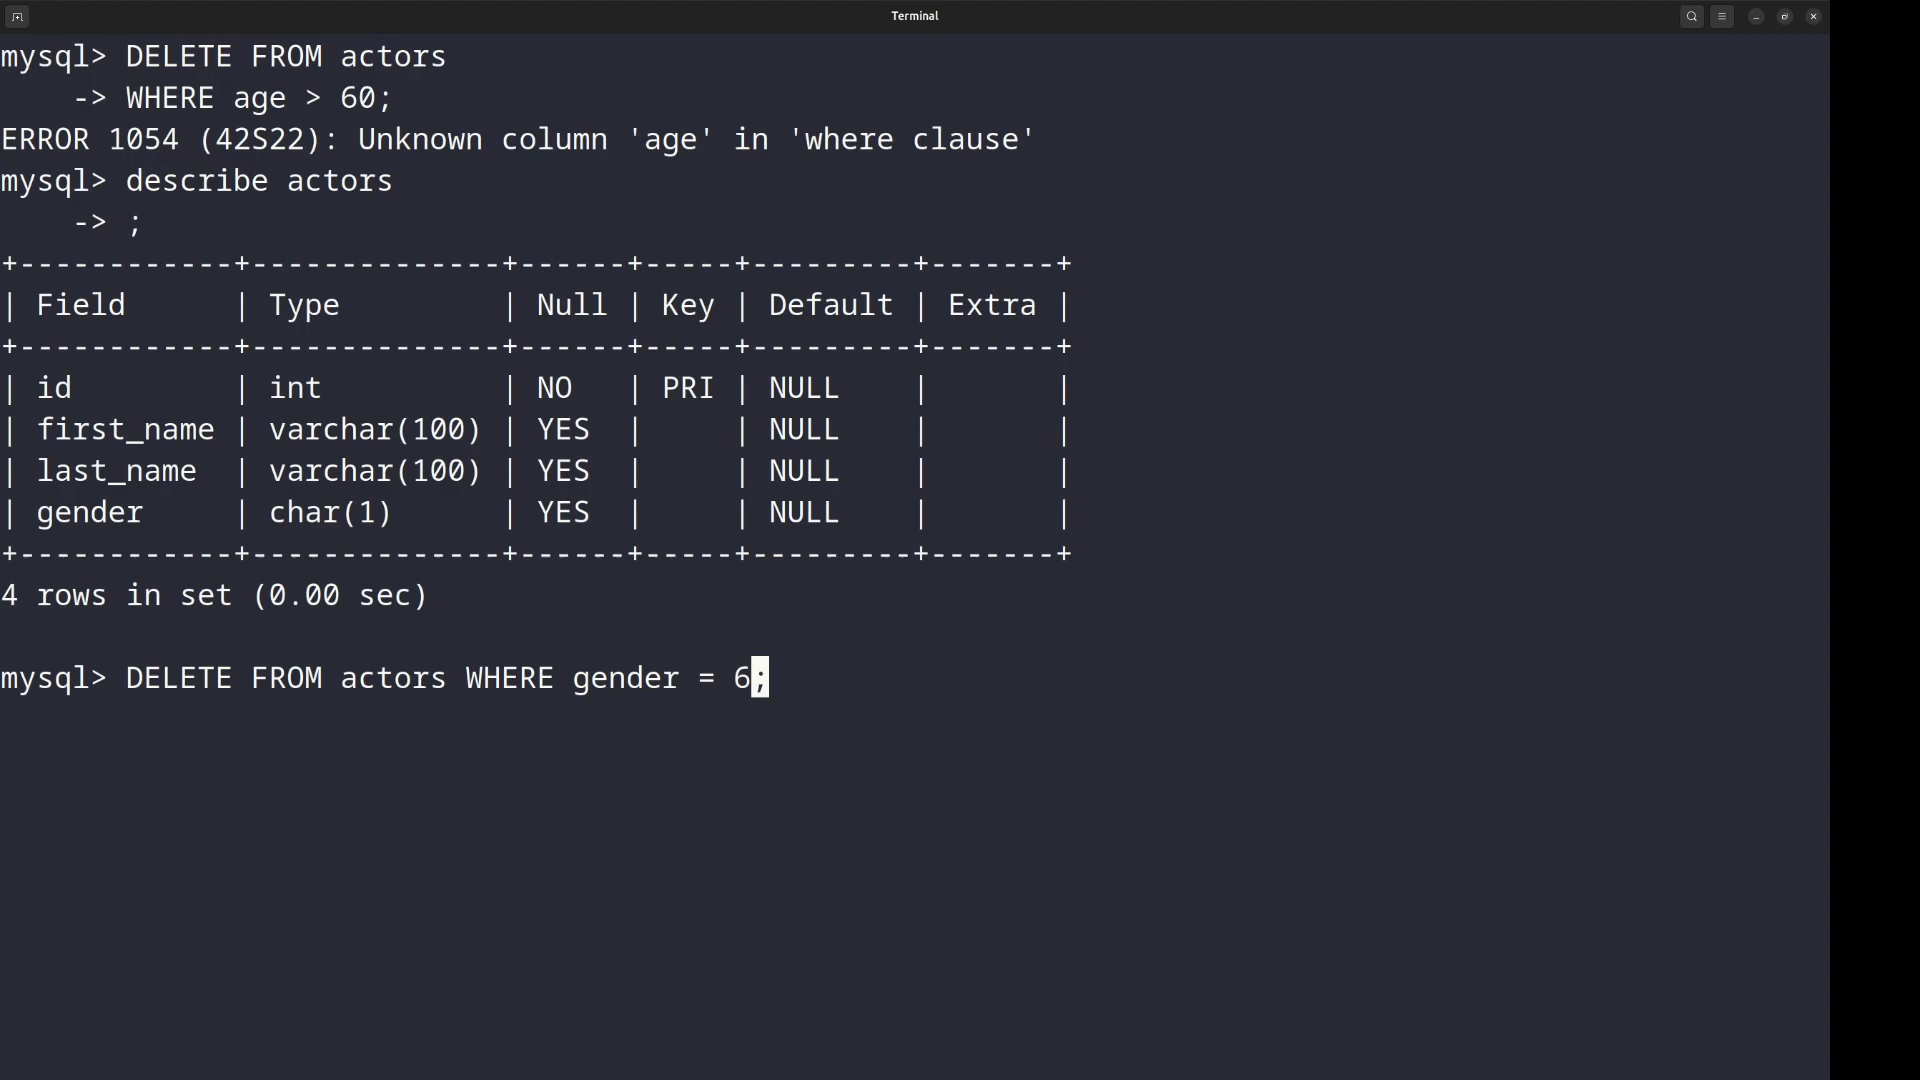 Terminal
mysql> DELETE FROM actors
    -> WHERE age > 60;
ERROR 1054 (42S22): Unknown column 'age' in 'where clause'
mysql> describe actors
    -> ;
+------------+--------------+------+-----+---------+-------+
| Field      | Type         | Null | Key | Default | Extra |
+------------+--------------+------+-----+---------+-------+
| id         | int          | NO   | PRI | NULL    |       |
| first_name | varchar(100) | YES  |     | NULL    |       |
| last_name  | varchar(100) | YES  |     | NULL    |       |
| gender     | char(1)      | YES  |     | NULL    |       |
+------------+--------------+------+-----+---------+-------+
4 rows in set (0.00 sec)
mysql> DELETE FROM actors WHERE gender = 6;